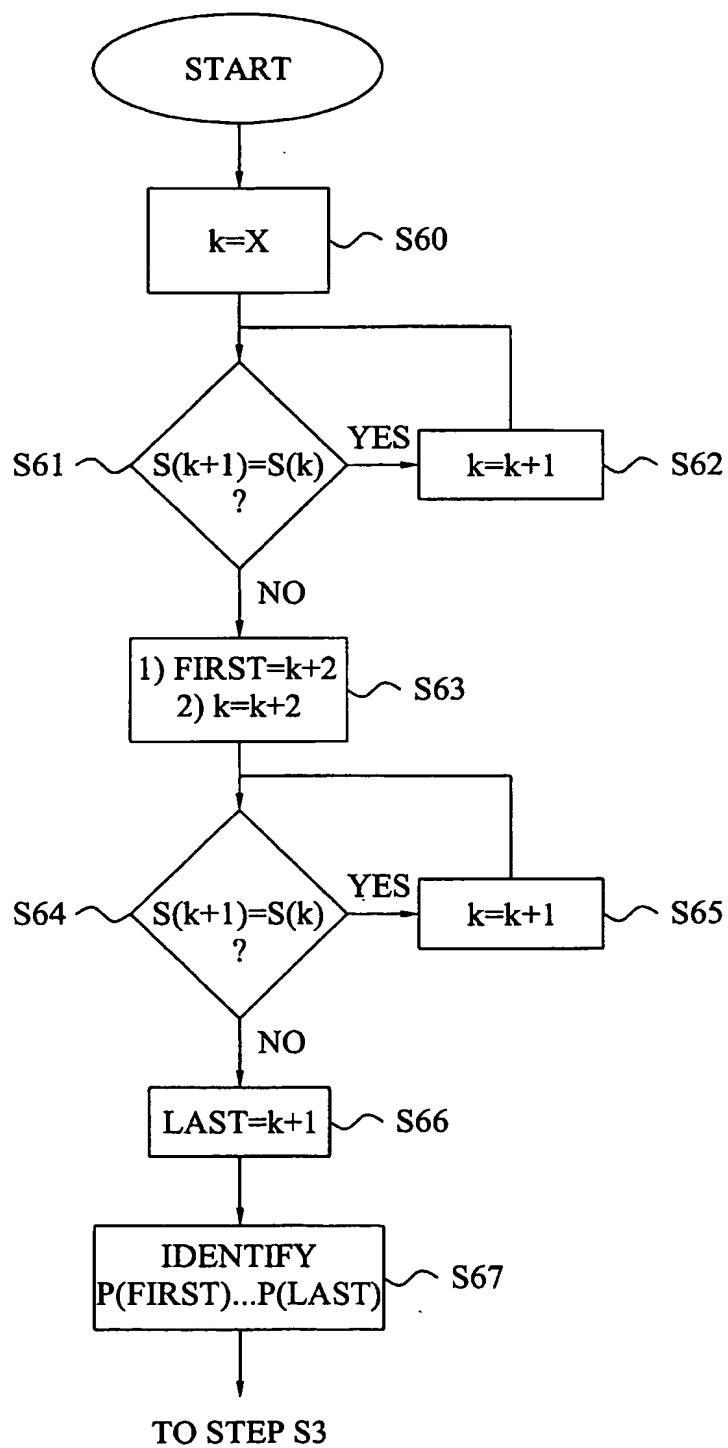 START
k=X
S60
S61
S(k+1)=S(k)
?
YES
k=k+1
S62
NO
1) FIRST=k+2
2) k=k+2
S63
S64
S(k+1)=S(k)
?
YES
k=k+1
S65
NO
LAST=k+1
S66
IDENTIFY
P(FIRST)...P(LAST)
S67
TO STEP S3